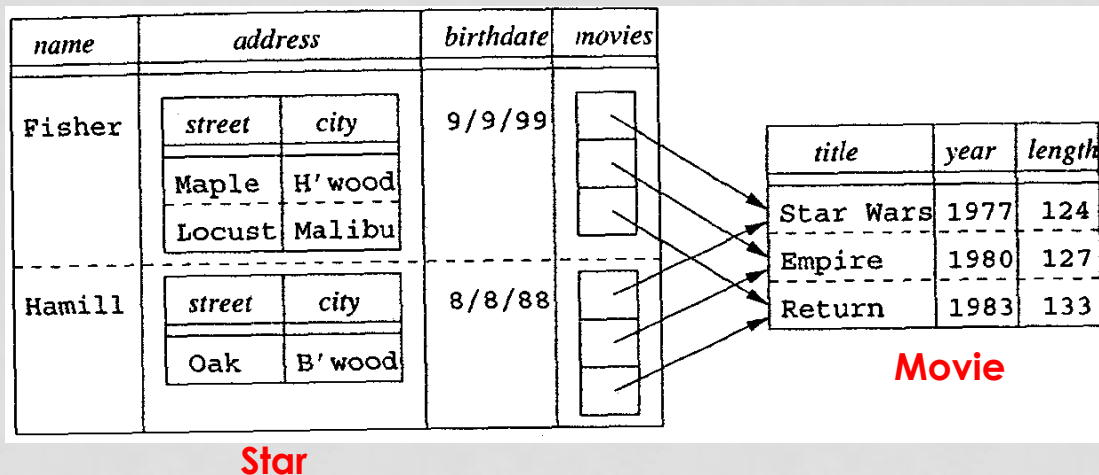 name address birthdate movies
Fisher street city 9/9/99
Maple H'wood
Locust Malibu
Hamill street city 8/8/88
Oak B'wood
Star
title year length
Star Wars 1977 124
Empire 1980 127
Return 1983 133
Movie